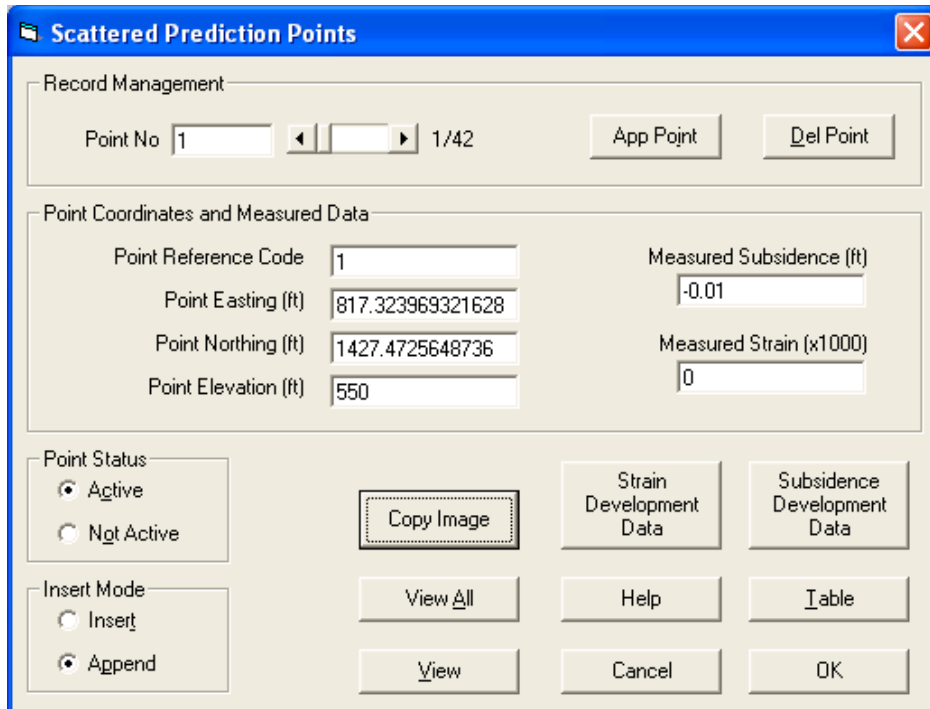 Scattered Prediction Points
Record Management
Point No 1 1/42 App Point Del Point
Point Coordinates and Measured Data
Point Reference Code 1 Measured Subsidence (ft)
Point Easting (ft) 817.323969321628 -0.01
Point Northing (ft) 1427.4725648736 Measured Strain (x1000)
Point Elevation (ft) 550 0
Point Status
Active
Not Active
Copy Image
Strain
Development
Data
Subsidence
Development
Data
Insert Mode
Insert
Append
View All Help Table
View Cancel OK